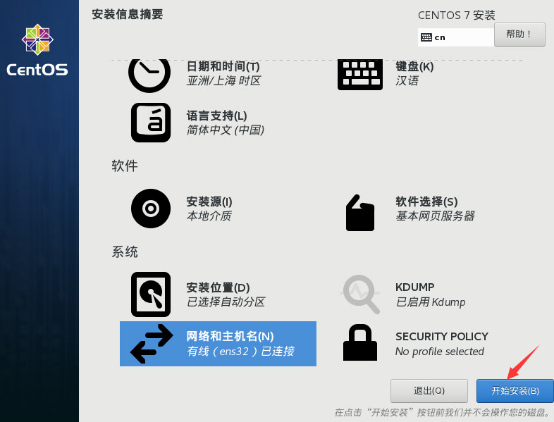 安装信息摘要
CENTOS 7 安装
cn
帮助！
CentOS
日期和时间(T)
亚洲/上海 时区
键盘(K)
汉语
语言支持(L)
简体中文 (中国)
软件
安装源(I)
本地介质
软件选择(S)
基本网页服务器
系统
安装位置(D)
已选择自动分区
KDUMP
已启用 Kdump
网络和主机名(N)
有线（ens32）已连接
SECURITY POLICY
No profile selected
退出(Q)
开始安装(B)
在点击“开始安装”按钮前我们并不会操作您的磁盘。